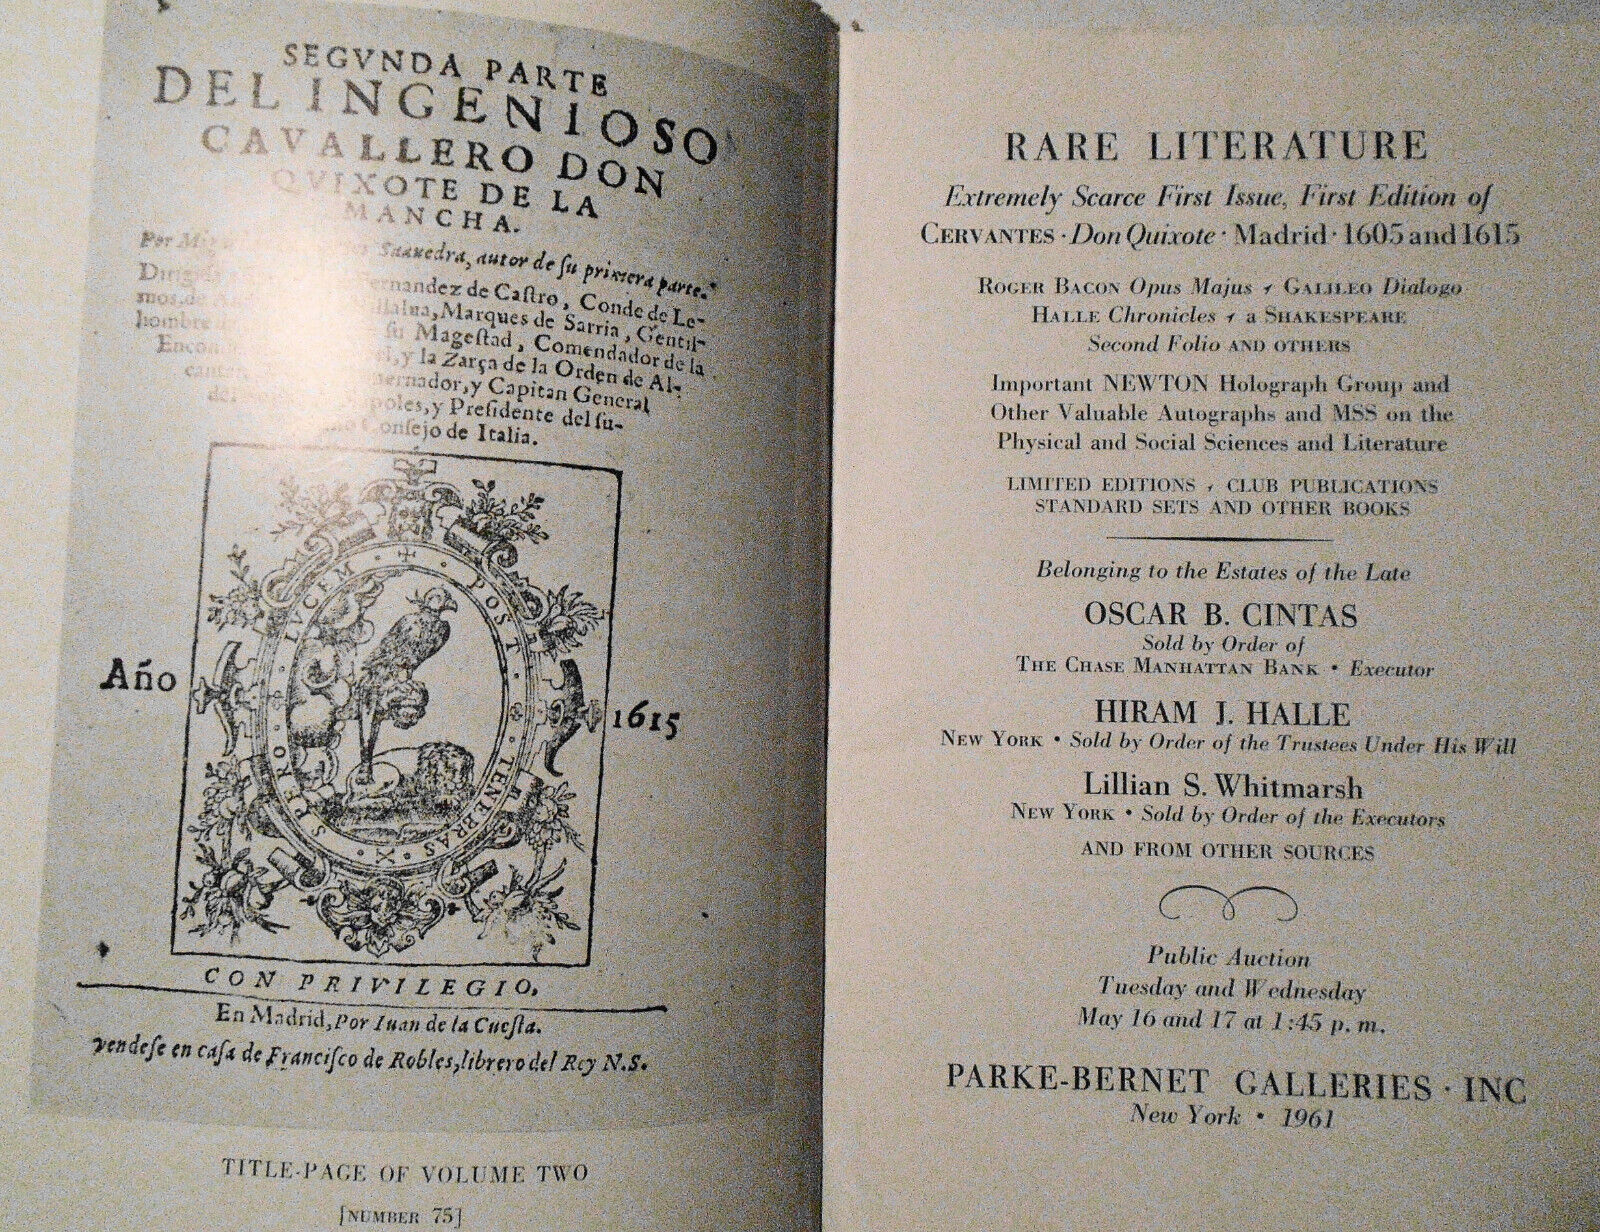 SEGVNDA PARTE
DEL INGENIOSO
CAVALLERO DON
QVIXOTE DE LA
MANCHA.
Por Saauedra, autor de ſu primera parte.
Dirigida Fernandez de Caſtro, Conde de Le-
mos, de Marques de Sarria, Gentil-
hombre ſu Mageſtad, Comendador de la
y la Zarça de la Orden de Al-
y Capitan General
y Preſidente del ſu-
Conſejo de Italia.
SPERO LVCEM POST TENEBRAS
Año 1615
CON PRIVILEGIO,
En Madrid, Por Iuan de la Cueſta.
vendeſe en caſa de Franciſco de Robles, librero del Rey N.S.
TITLE-PAGE OF VOLUME TWO
[NUMBER 75]
RARE LITERATURE
Extremely Scarce First Issue, First Edition of
CERVANTES · Don Quixote · Madrid · 1605 and 1615
ROGER BACON Opus Majus , GALILEO Dialogo
HALLE Chronicles , a SHAKESPEARE
Second Folio AND OTHERS
Important NEWTON Holograph Group and
Other Valuable Autographs and MSS on the
Physical and Social Sciences and Literature
LIMITED EDITIONS , CLUB PUBLICATIONS
STANDARD SETS AND OTHER BOOKS
Belonging to the Estates of the Late
OSCAR B. CINTAS
Sold by Order of
THE CHASE MANHATTAN BANK • Executor
HIRAM J. HALLE
NEW YORK • Sold by Order of the Trustees Under His Will
Lillian S. Whitmarsh
NEW YORK • Sold by Order of the Executors
AND FROM OTHER SOURCES
Public Auction
Tuesday and Wednesday
May 16 and 17 at 1:45 p. m.
PARKE-BERNET GALLERIES · INC
New York • 1961